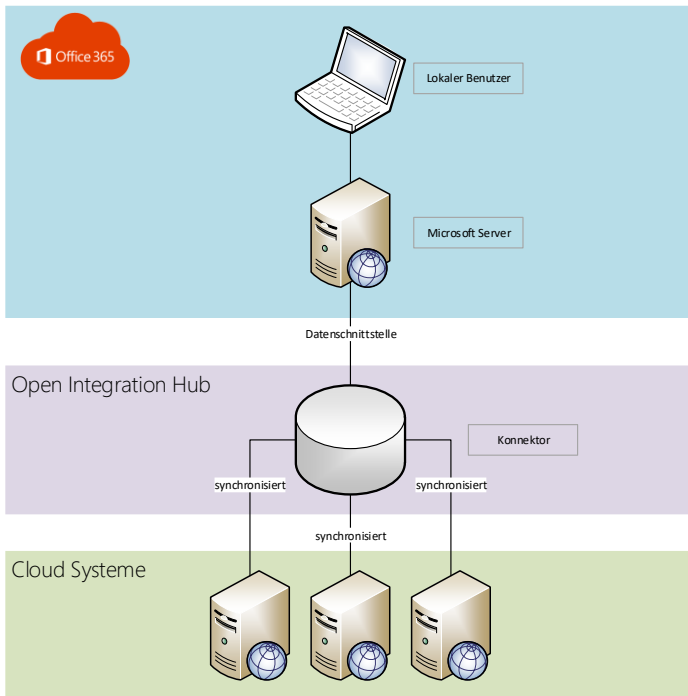 Office 365
Lokaler Benutzer
Microsoft Server
Datenschnittstelle
Open Integration Hub
Konnektor
synchronisiert
synchronisiert
synchronisiert
Cloud Systeme